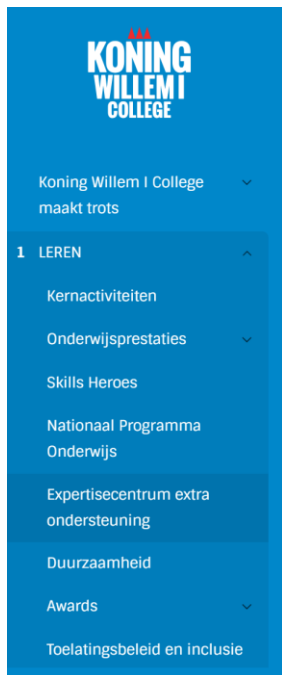 KONING
WILLEM I
COLLEGE
Koning Willem I College
maakt trots
1 LEREN
Kernactiviteiten
Onderwijsprestaties
Skills Heroes
Nationaal Programma
Onderwijs
Expertisecentrum extra
ondersteuning
Duurzaamheid
Awards
Toelatingsbeleid en inclusie